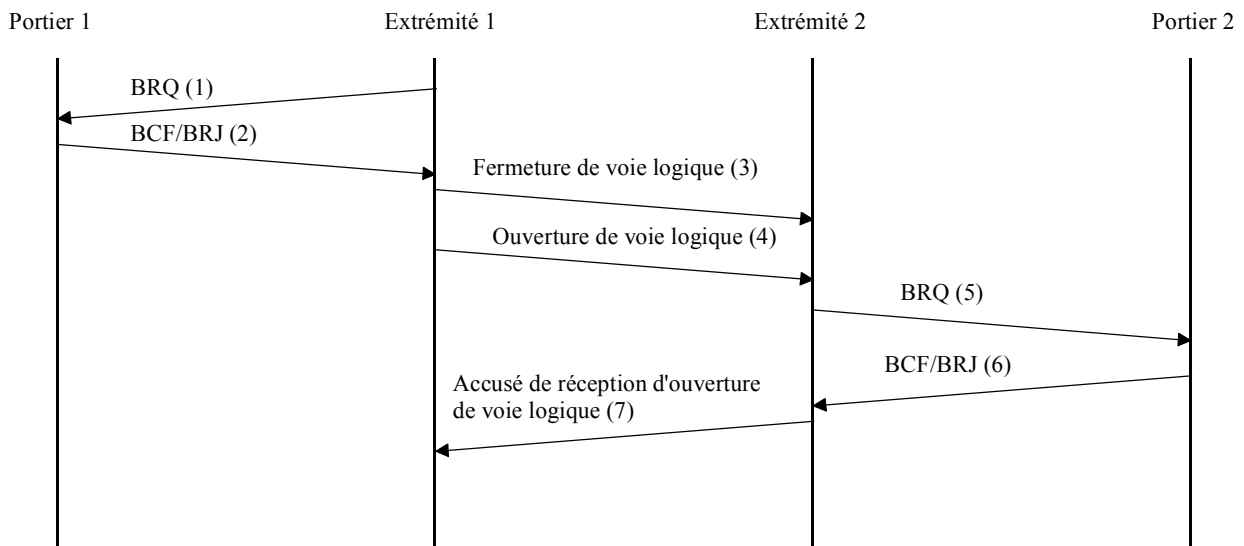 Portier 1
Extrémité 1
Extrémité 2
Portier 2
BRQ (1)
BCF/BRJ (2)
Fermeture de voie logique (3)
Ouverture de voie logique (4)
BRQ (5)
BCF/BRJ (6)
Accusé de réception d'ouverture
de voie logique (7)